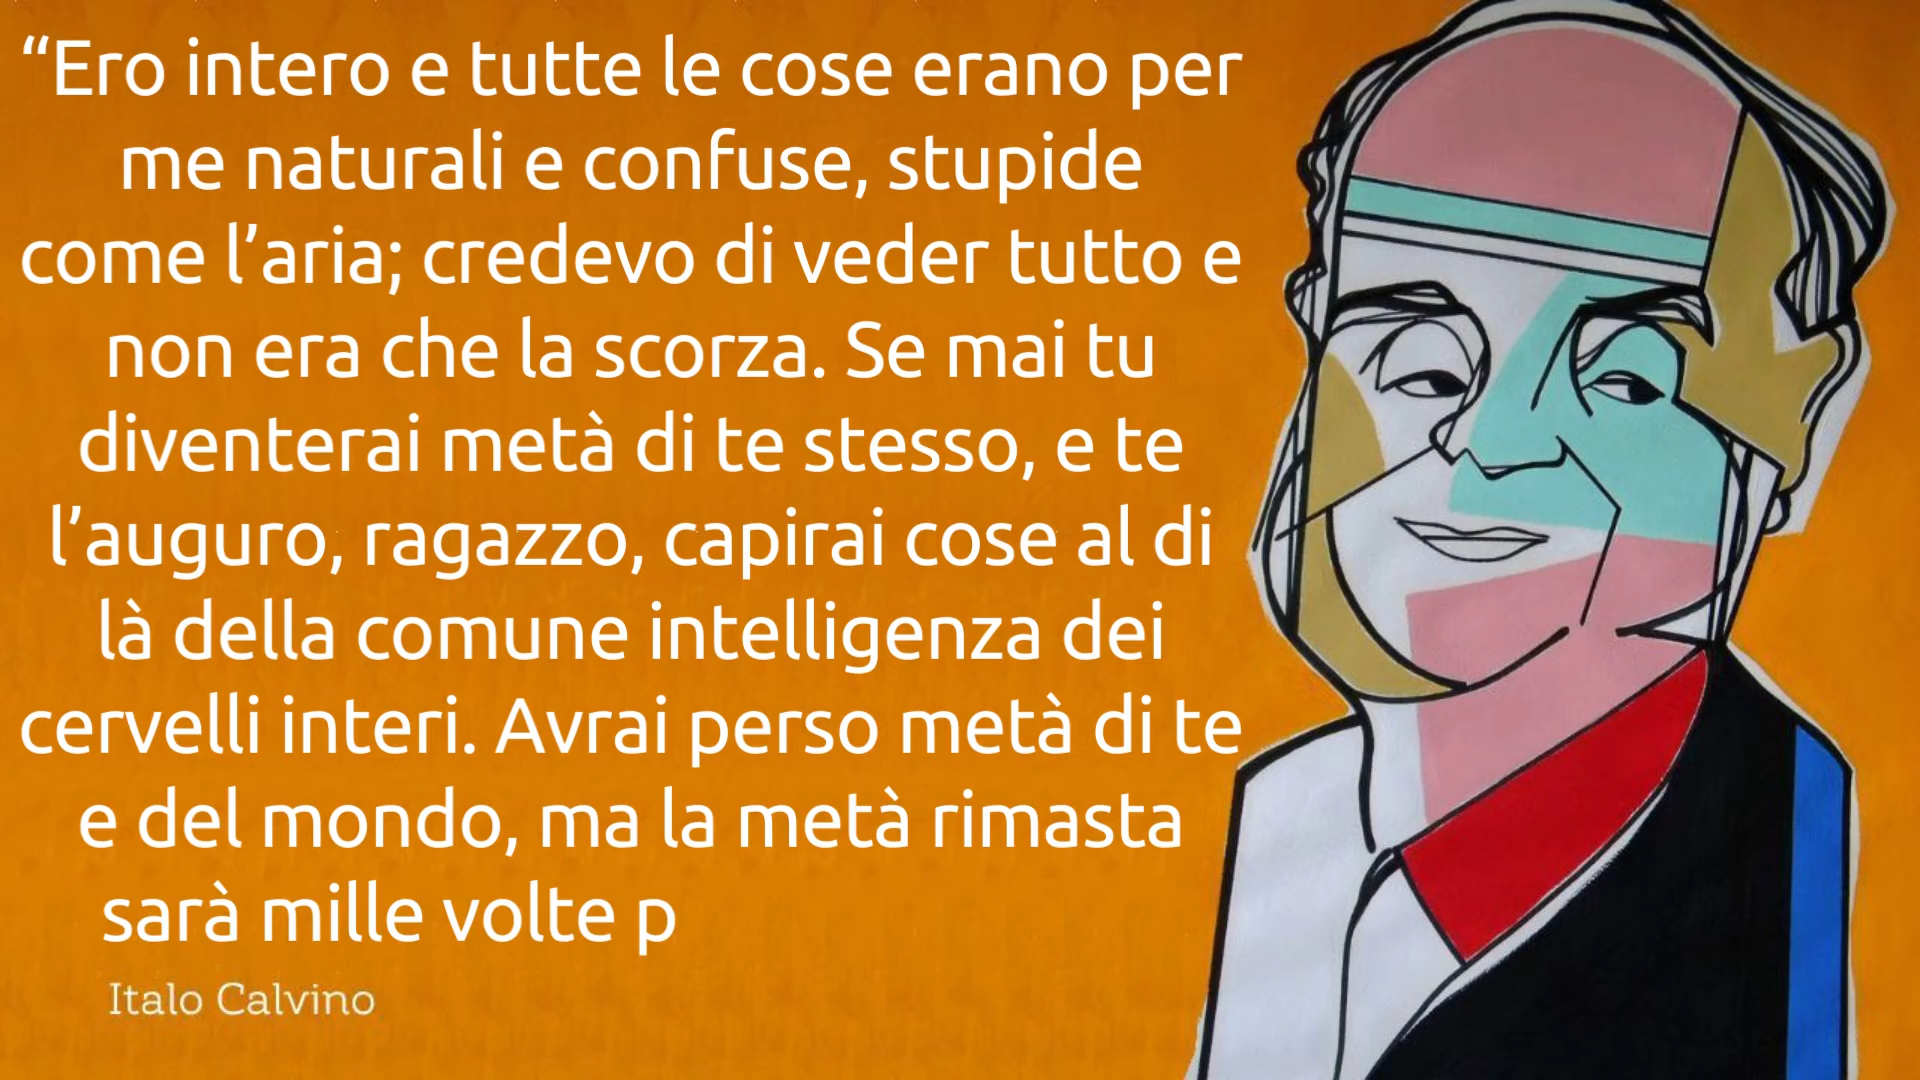 “Ero intero e tutte le cose erano per
me naturali e confuse, stupide
come l’aria; credevo di veder tutto e
non era che la scorza. Se mai tu
diventerai metà di te stesso, e te
l’auguro, ragazzo, capirai cose al di
là della comune intelligenza dei
cervelli interi. Avrai perso metà di te
e del mondo, ma la metà rimasta
sarà mille volte p
Italo Calvino